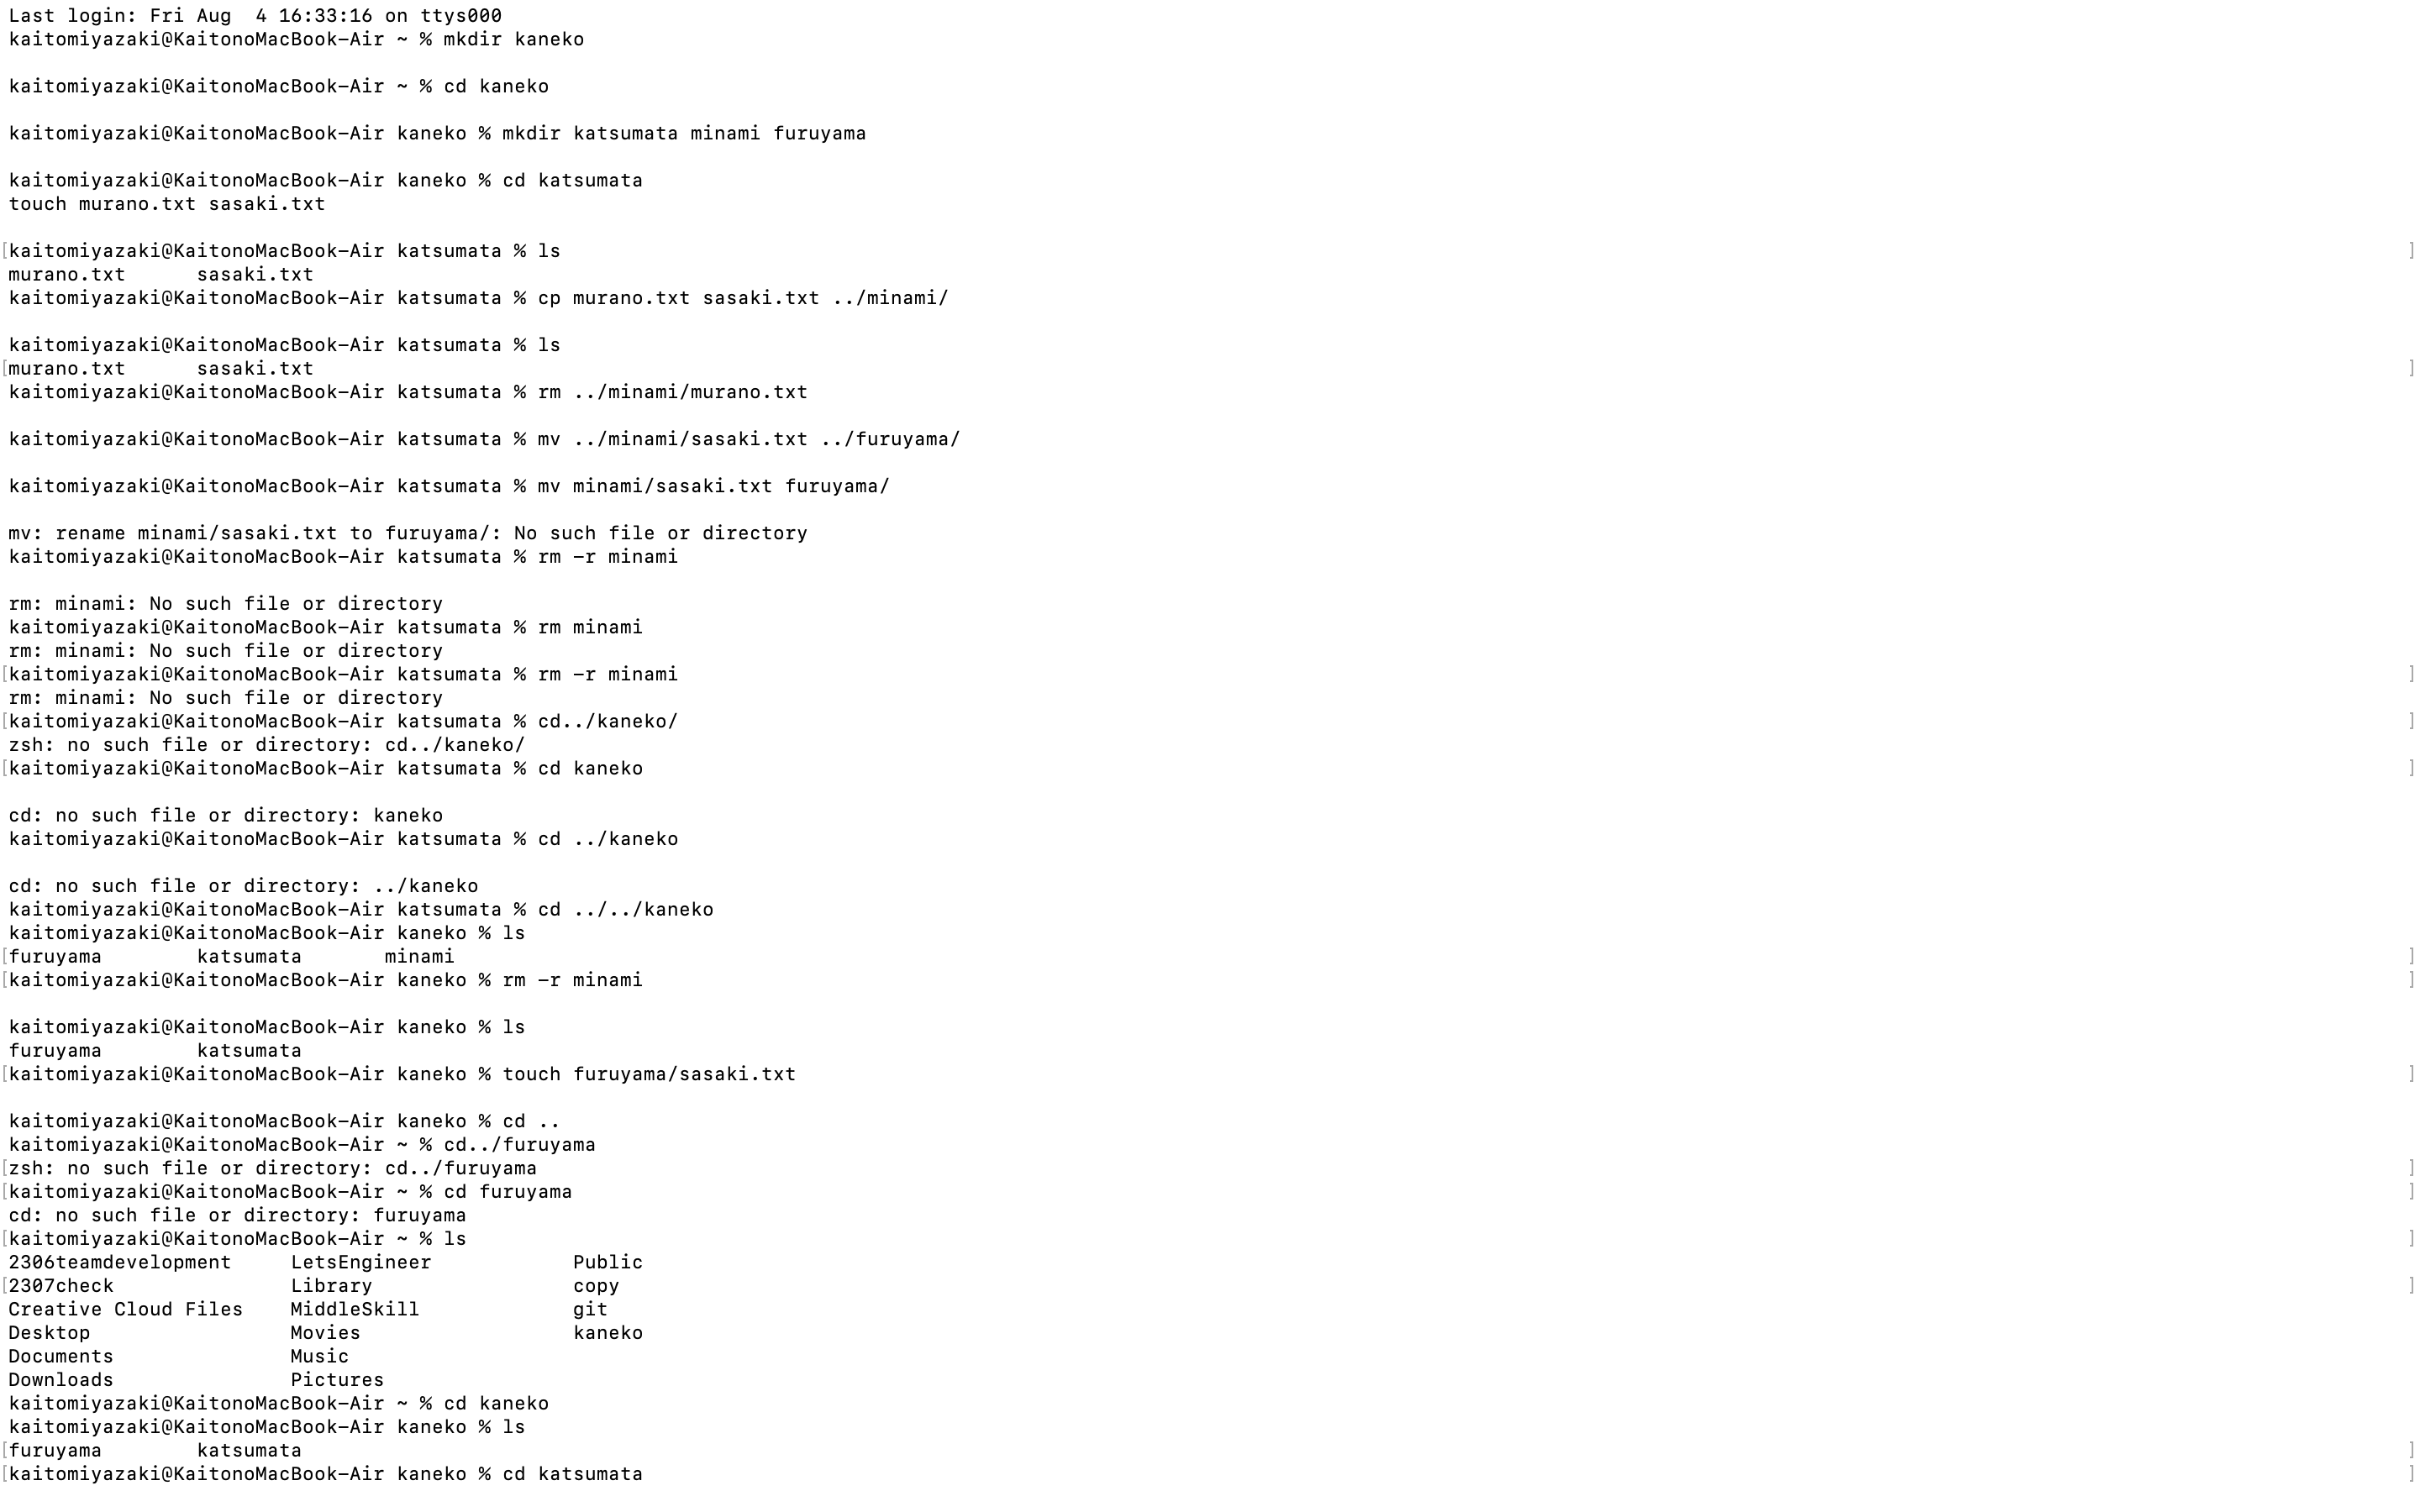 Last login: Fri Aug  4 16:33:16 on ttys000
kaitomiyazaki@KaitonoMacBook-Air ~ % mkdir kaneko
kaitomiyazaki@KaitonoMacBook-Air ~ % cd kaneko
kaitomiyazaki@KaitonoMacBook-Air kaneko % mkdir katsumata minami furuyama
kaitomiyazaki@KaitonoMacBook-Air kaneko % cd katsumata
touch murano.txt sasaki.txt
[kaitomiyazaki@KaitonoMacBook-Air katsumata % ls ]
murano.txt      sasaki.txt
kaitomiyazaki@KaitonoMacBook-Air katsumata % cp murano.txt sasaki.txt ../minami/
kaitomiyazaki@KaitonoMacBook-Air katsumata % ls
[murano.txt      sasaki.txt ]
kaitomiyazaki@KaitonoMacBook-Air katsumata % rm ../minami/murano.txt
kaitomiyazaki@KaitonoMacBook-Air katsumata % mv ../minami/sasaki.txt ../furuyama/
kaitomiyazaki@KaitonoMacBook-Air katsumata % mv minami/sasaki.txt furuyama/
mv: rename minami/sasaki.txt to furuyama/: No such file or directory
kaitomiyazaki@KaitonoMacBook-Air katsumata % rm -r minami
rm: minami: No such file or directory
kaitomiyazaki@KaitonoMacBook-Air katsumata % rm minami
rm: minami: No such file or directory
[kaitomiyazaki@KaitonoMacBook-Air katsumata % rm -r minami ]
rm: minami: No such file or directory
[kaitomiyazaki@KaitonoMacBook-Air katsumata % cd../kaneko/ ]
zsh: no such file or directory: cd../kaneko/
[kaitomiyazaki@KaitonoMacBook-Air katsumata % cd kaneko ]
cd: no such file or directory: kaneko
kaitomiyazaki@KaitonoMacBook-Air katsumata % cd ../kaneko
cd: no such file or directory: ../kaneko
kaitomiyazaki@KaitonoMacBook-Air katsumata % cd ../../kaneko
kaitomiyazaki@KaitonoMacBook-Air kaneko % ls
[furuyama        katsumata       minami ]
[kaitomiyazaki@KaitonoMacBook-Air kaneko % rm -r minami ]
kaitomiyazaki@KaitonoMacBook-Air kaneko % ls
furuyama        katsumata
[kaitomiyazaki@KaitonoMacBook-Air kaneko % touch furuyama/sasaki.txt ]
kaitomiyazaki@KaitonoMacBook-Air kaneko % cd ..
kaitomiyazaki@KaitonoMacBook-Air ~ % cd../furuyama
[zsh: no such file or directory: cd../furuyama ]
[kaitomiyazaki@KaitonoMacBook-Air ~ % cd furuyama ]
cd: no such file or directory: furuyama
[kaitomiyazaki@KaitonoMacBook-Air ~ % ls ]
2306teamdevelopment     LetsEngineer            Public
[2307check               Library                 copy ]
Creative Cloud Files    MiddleSkill             git
Desktop                 Movies                  kaneko
Documents               Music
Downloads               Pictures
kaitomiyazaki@KaitonoMacBook-Air ~ % cd kaneko
kaitomiyazaki@KaitonoMacBook-Air kaneko % ls
[furuyama        katsumata ]
[kaitomiyazaki@KaitonoMacBook-Air kaneko % cd katsumata ]